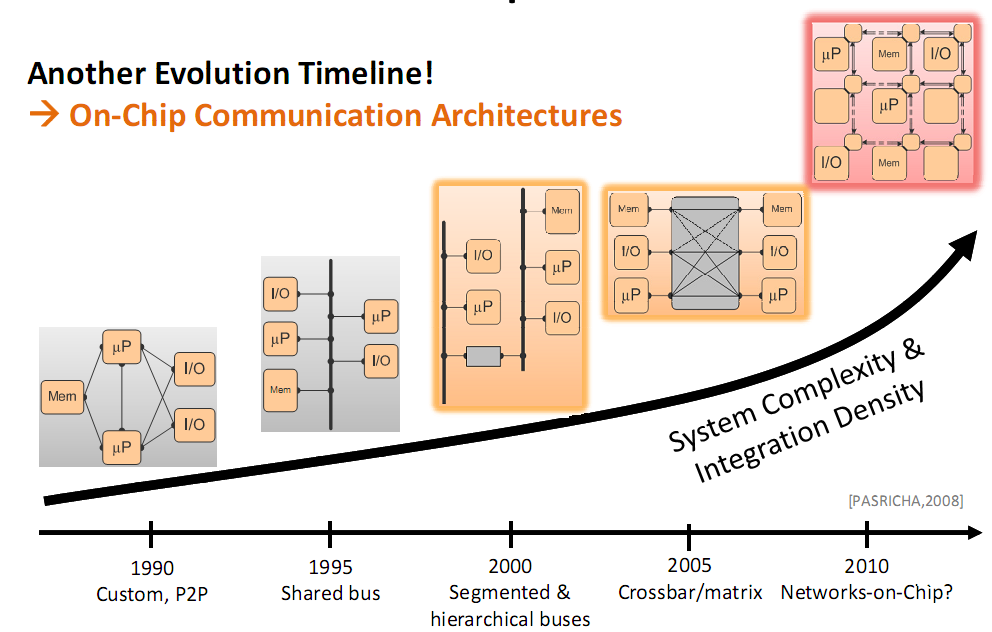 Another Evolution Timeline!
→ On-Chip Communication Architectures
μP
Mem
I/O
μP
I/O
Mem
Mem
I/O
μP
Mem
I/O
μP
Mem
I/O
μP
Mem
I/O
μP
I/O
I/O
μP
Mem
μP
I/O
Mem
μP
μP
I/O
I/O
System Complexity &
Integration Density
[PASRICHA,2008]
1990
Custom, P2P
1995
Shared bus
2000
Segmented &
hierarchical buses
2005
Crossbar/matrix
2010
Networks-on-Chip?